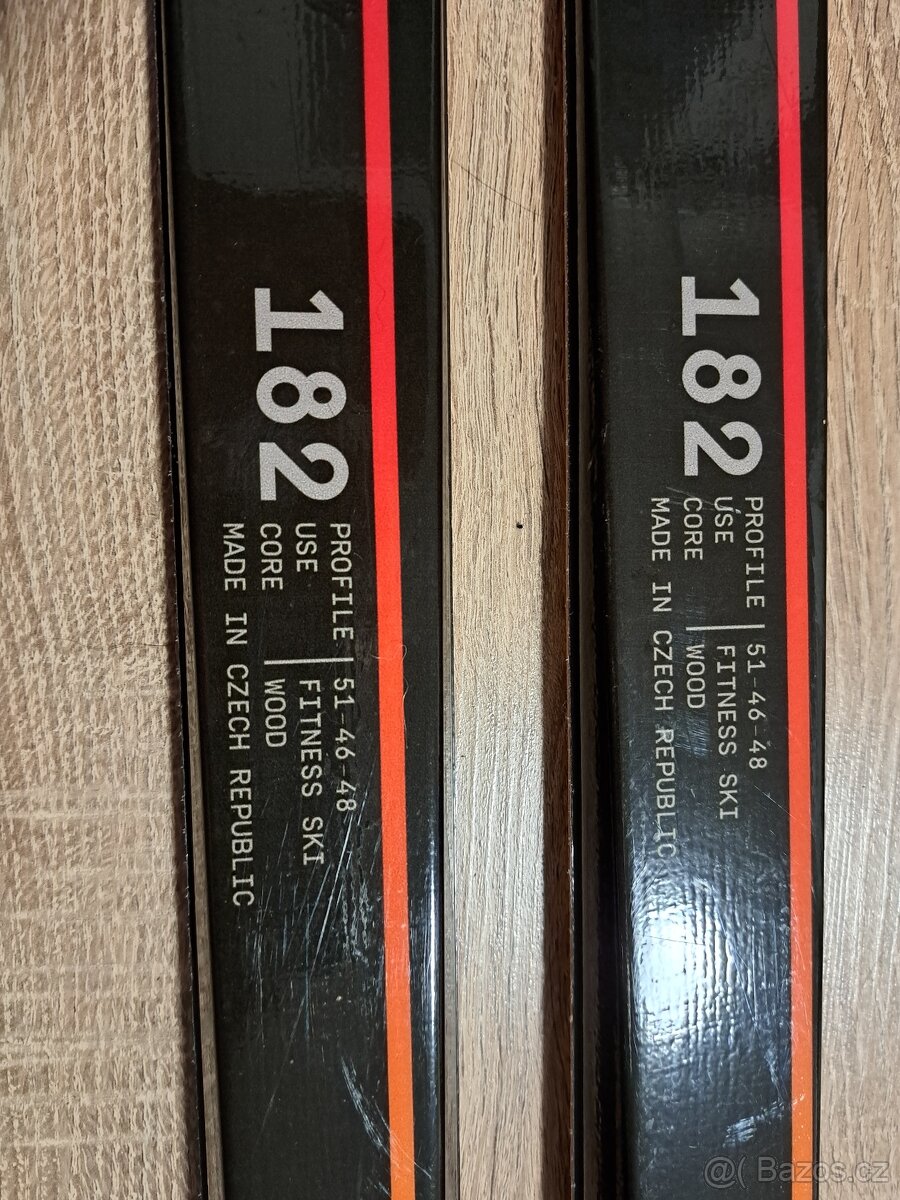 182
PROFILE | 51-46-48
USE | FITNESS SKI
CORE | WOOD
MADE IN CZECH REPUBLIC
182
PROFILE | 51-46-48
USE | FITNESS SKI
CORE | WOOD
MADE IN CZECH REPUBLIC
@( Bazos.cz